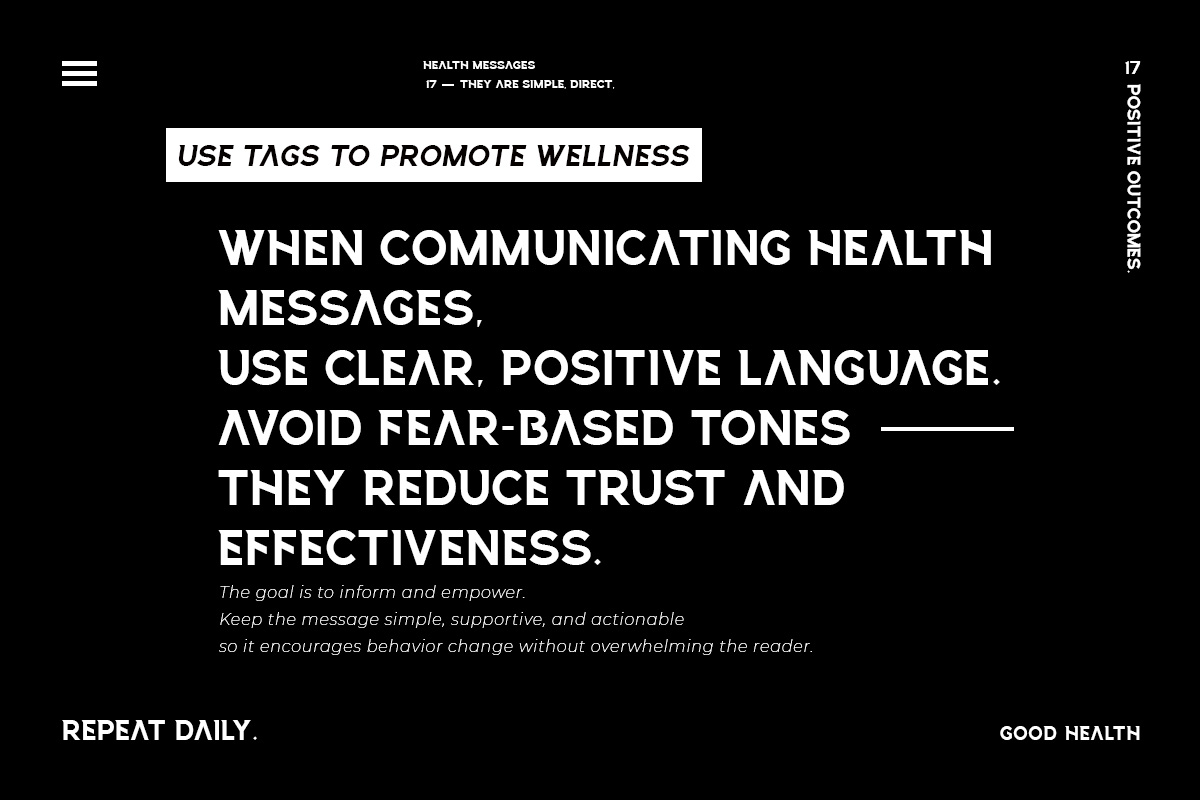 HEALTH MESSAGES
17 — THEY ARE SIMPLE, DIRECT,
17 POSITIVE OUTCOMES.
USE TAGS TO PROMOTE WELLNESS
WHEN COMMUNICATING HEALTH
MESSAGES,
USE CLEAR, POSITIVE LANGUAGE.
AVOID FEAR-BASED TONES —
THEY REDUCE TRUST AND
EFFECTIVENESS.
The goal is to inform and empower.
Keep the message simple, supportive, and actionable
so it encourages behavior change without overwhelming the reader.
REPEAT DAILY.
GOOD HEALTH